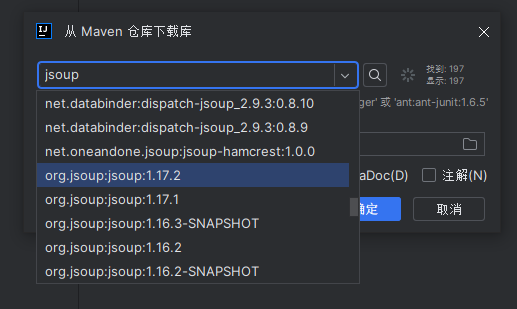 IJ
从 Maven 仓库下载库
jsoup
找到: 197
显示: 197
net.databinder:dispatch-jsoup_2.9.3:0.8.10
ger' 或 'ant:ant-junit:1.6.5'
net.databinder:dispatch-jsoup_2.9.3:0.8.9
net.oneandone.jsoup:jsoup-hamcrest:1.0.0
org.jsoup:jsoup:1.17.2
aDoc(D)
注解(N)
org.jsoup:jsoup:1.17.1
org.jsoup:jsoup:1.16.3-SNAPSHOT
确定
取消
org.jsoup:jsoup:1.16.2
org.jsoup:jsoup:1.16.2-SNAPSHOT